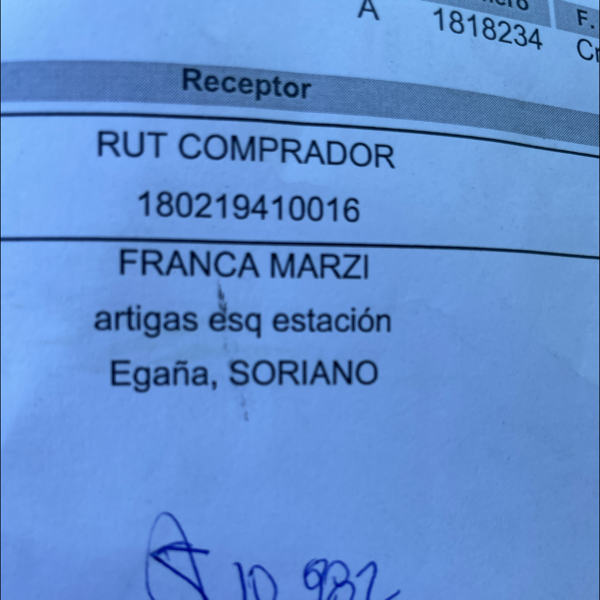 A 1818234
Receptor
RUT COMPRADOR
180219410016
FRANCA MARZI
artigas esq estación
Egaña, SORIANO